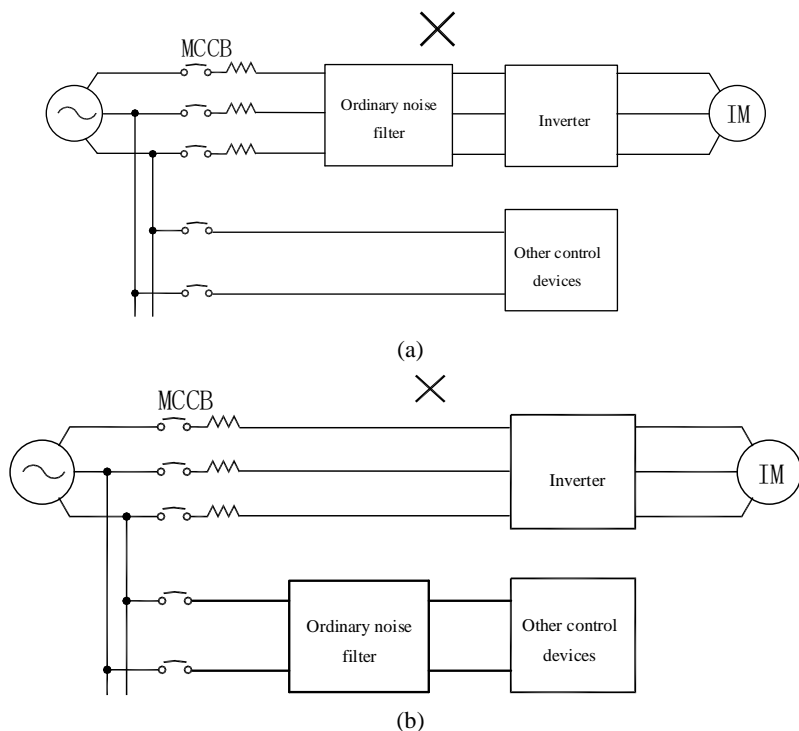 MCCB
Ordinary noise
filter
Inverter
IM
Other control
devices
(a)
MCCB
Inverter
IM
Ordinary noise
filter
Other control
devices
(b)